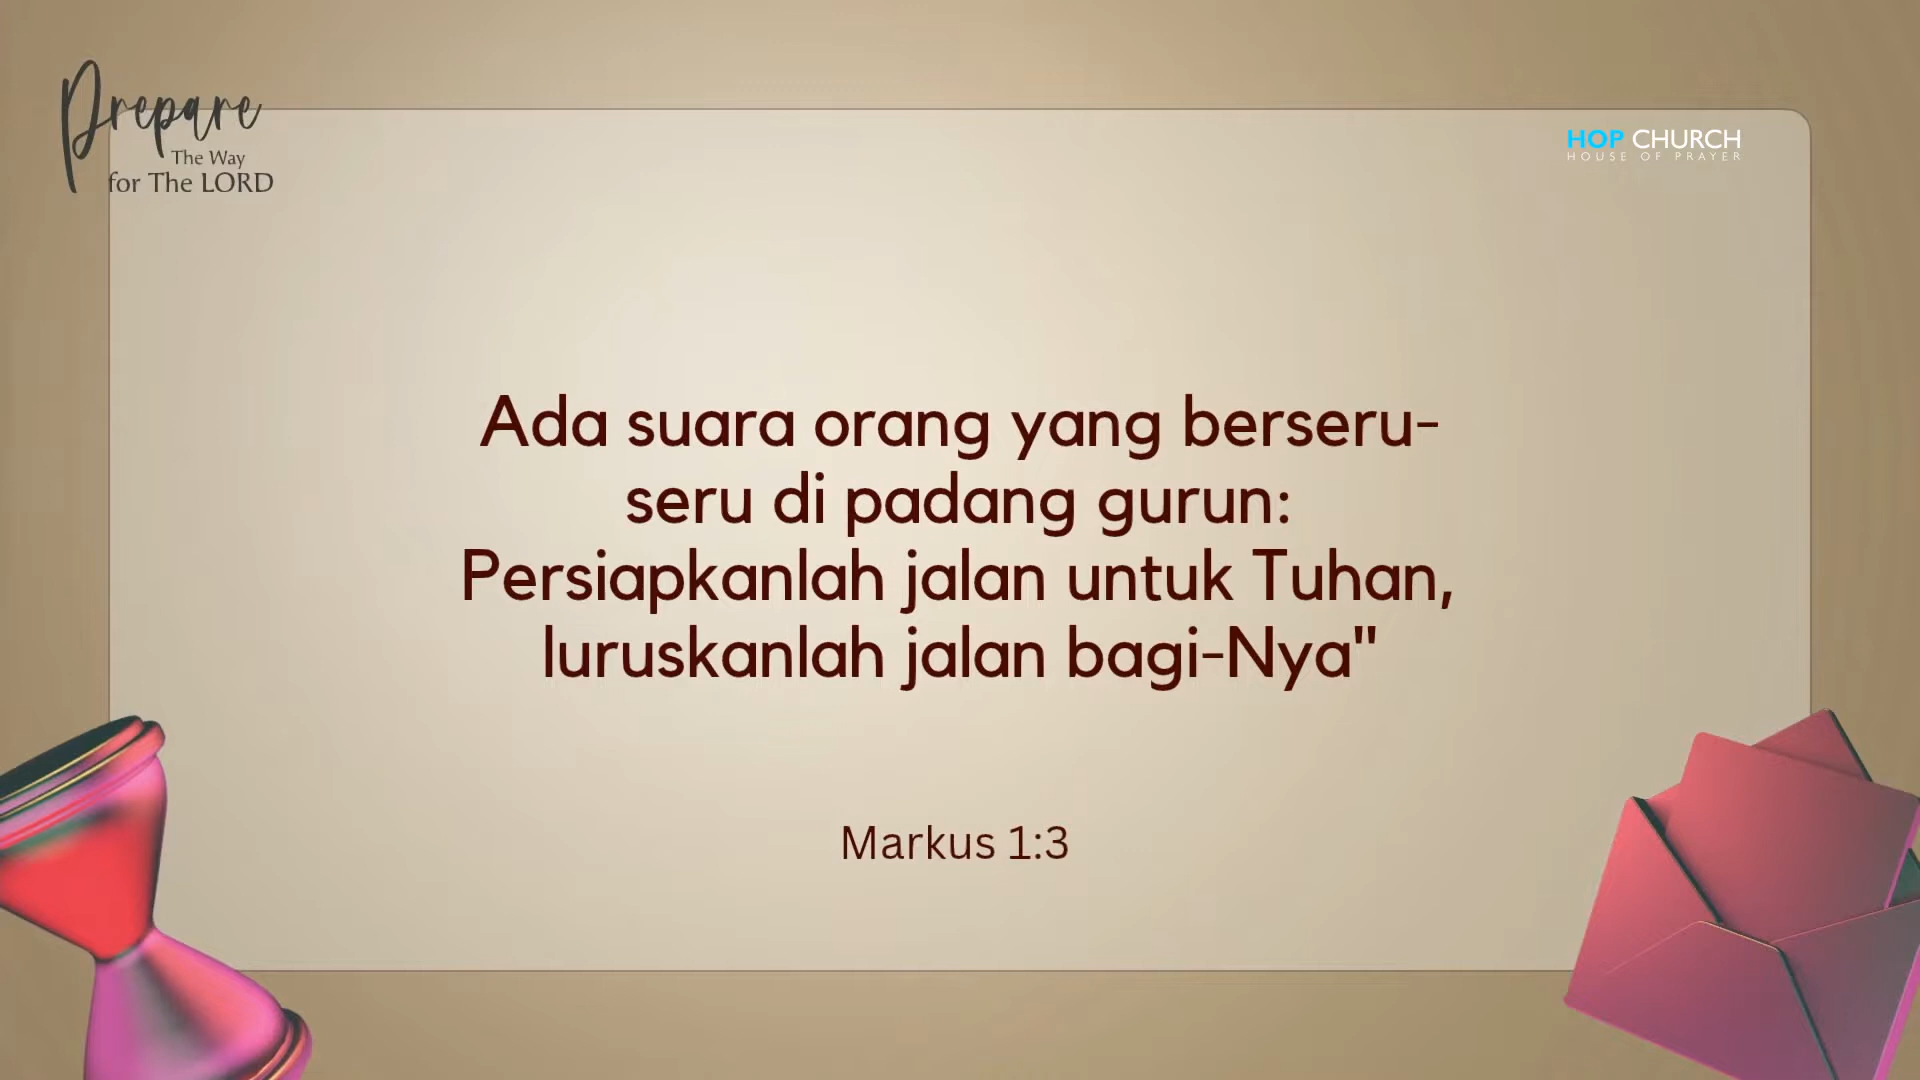 Prepare
The Way
for The LORD
HOP CHURCH
HOUSE OF PRAYER
Ada suara orang yang berseru-
seru di padang gurun:
Persiapkanlah jalan untuk Tuhan,
luruskanlah jalan bagi-Nya"
Markus 1:3